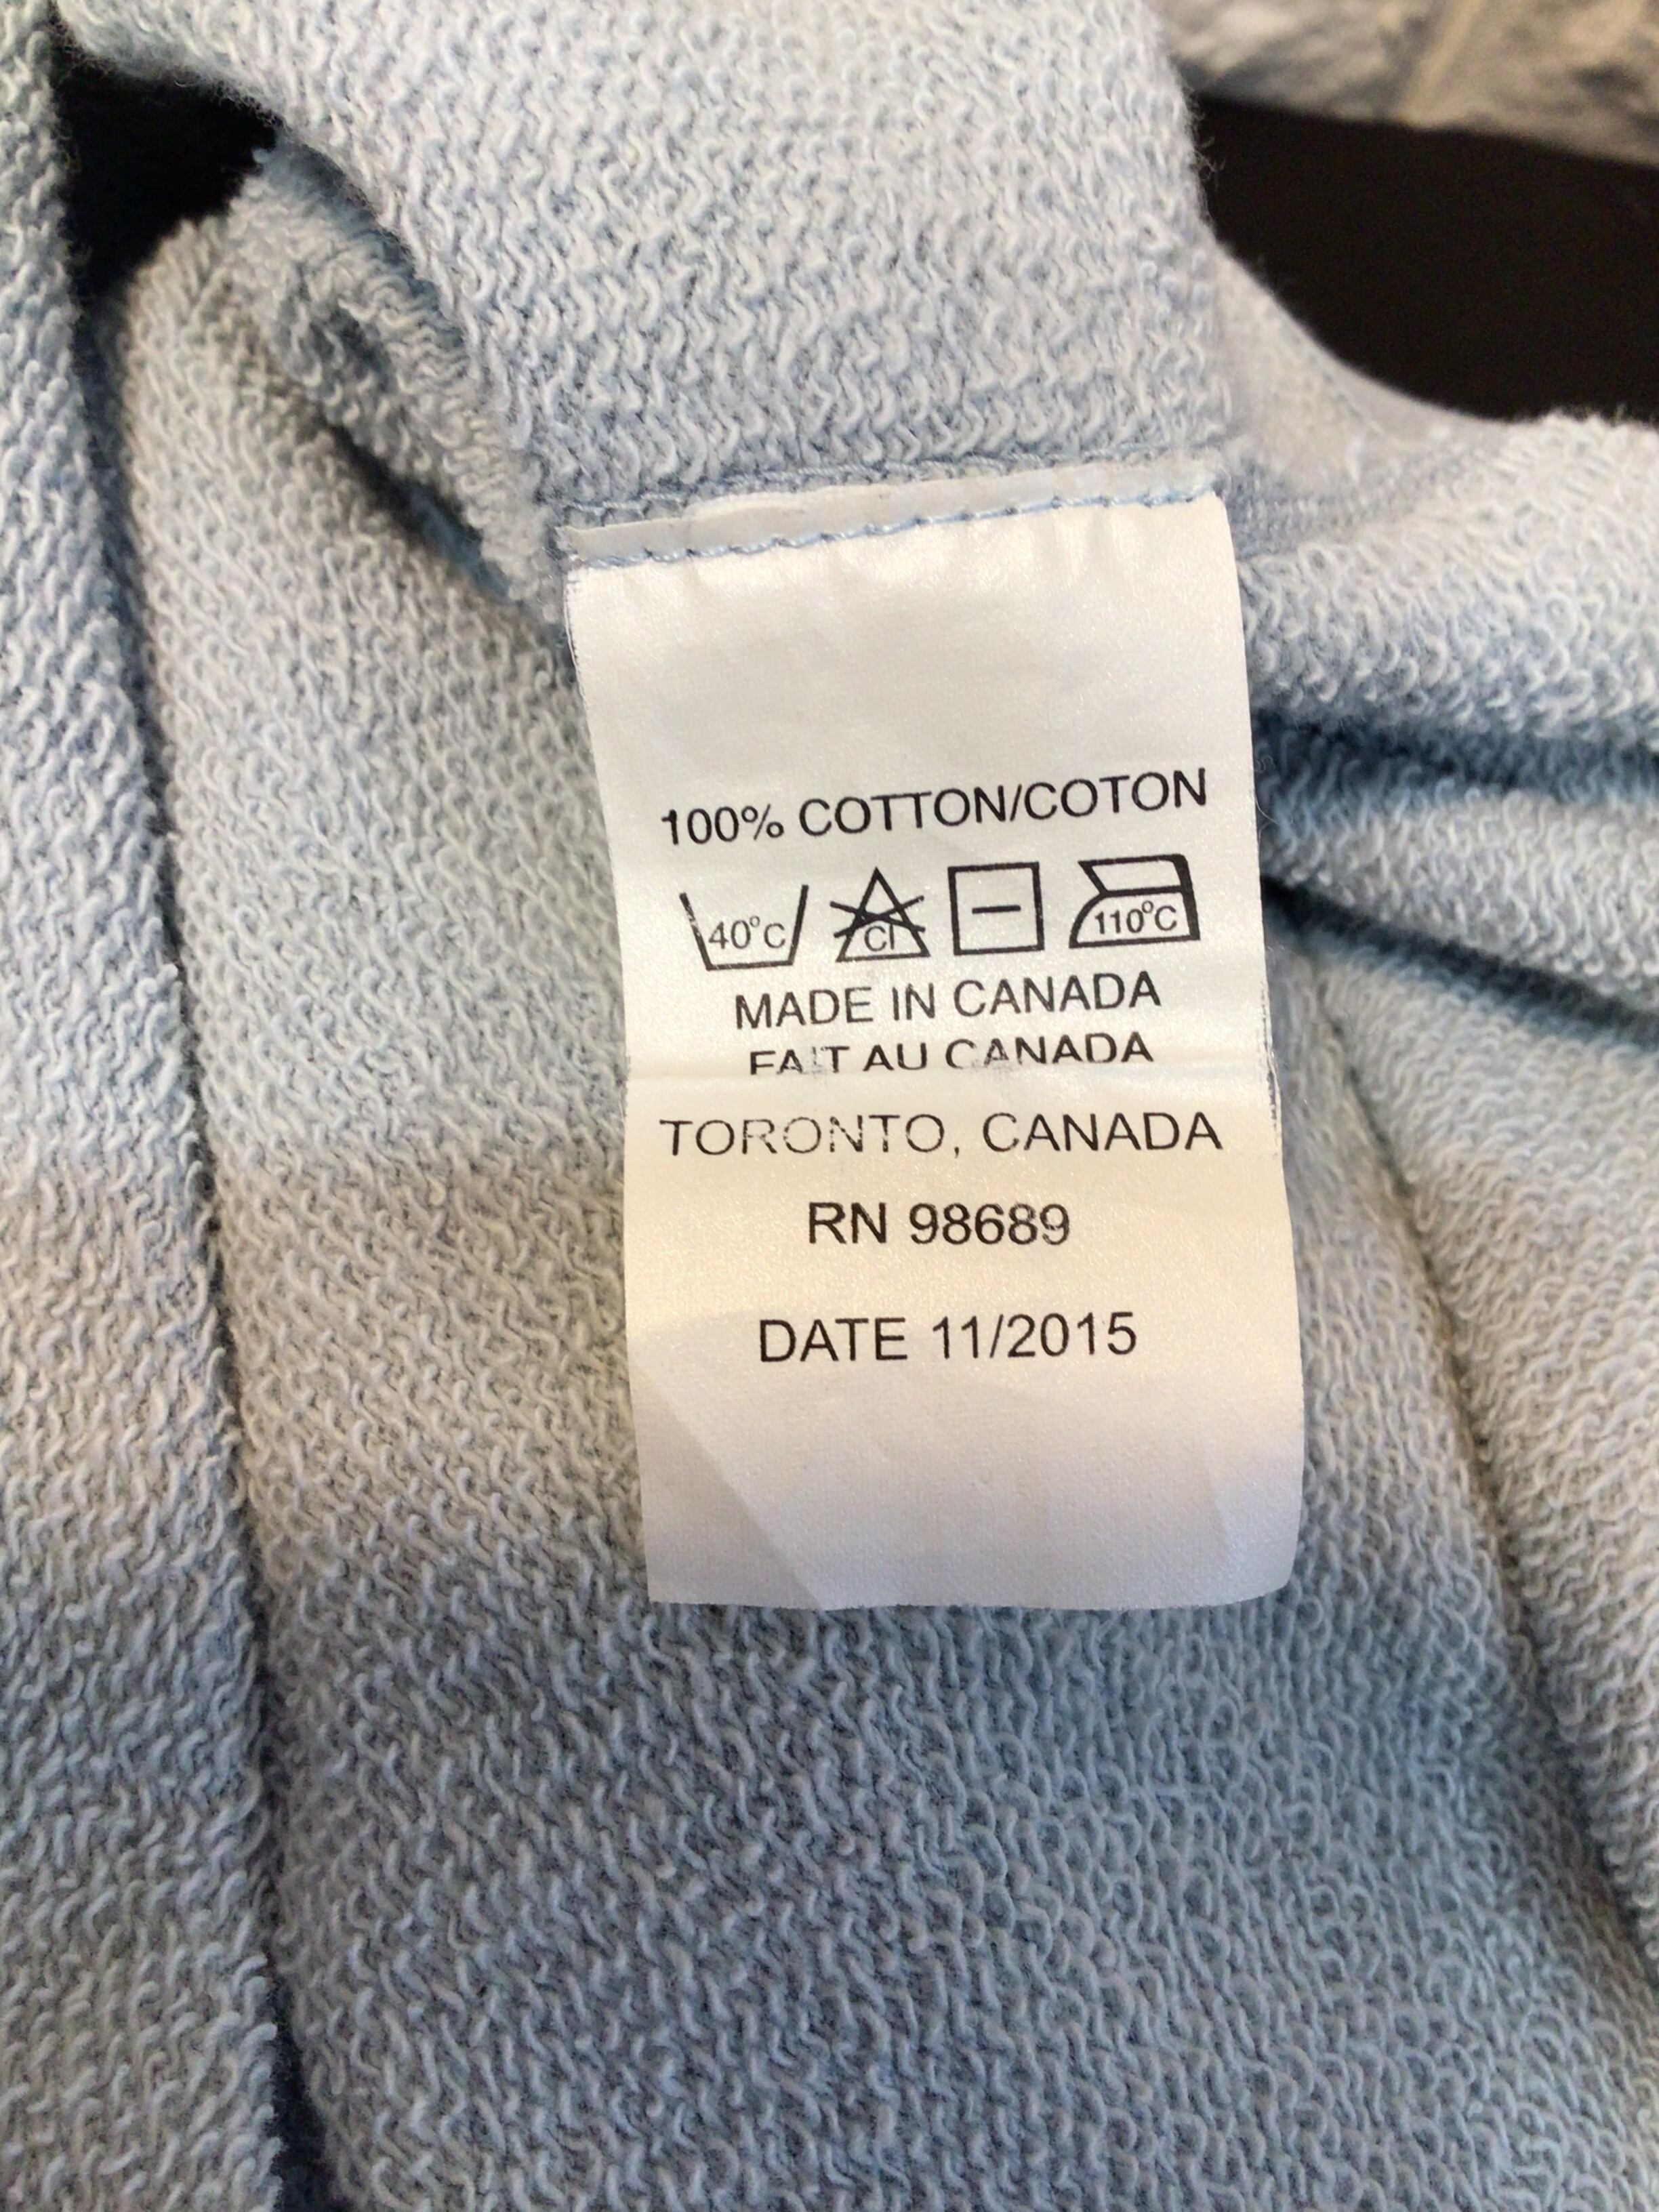 100% COTTON/COTON
40°C Cl 110°C
MADE IN CANADA
FAIT AU CANADA
TORONTO, CANADA
RN 98689
DATE 11/2015